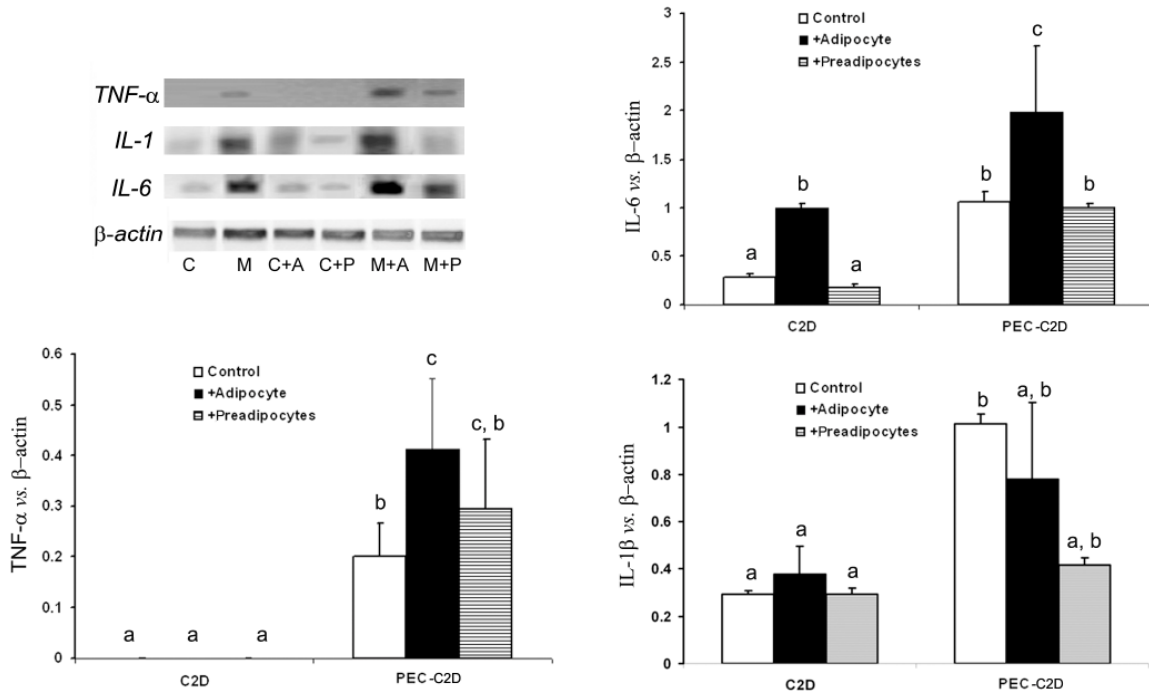 TNF-α
IL-1
IL-6
β-actin
C M C+A C+P M+A M+P
IL-6 vs. β–actin
3
2.5
2
1.5
1
0.5
0
Control
+Adipocyte
+Preadipocytes
a b a b c b
C2D PEC-C2D
TNF-α vs. β–actin
0.6
0.5
0.4
0.3
0.2
0.1
0
Control
+Adipocyte
+Preadipocytes
a a a b c c, b
C2D PEC-C2D
IL-1β vs. β–actin
1.2
1
0.8
0.6
0.4
0.2
0
Control
+Adipocyte
+Preadipocytes
a a a b a, b a, b
C2D PEC-C2D